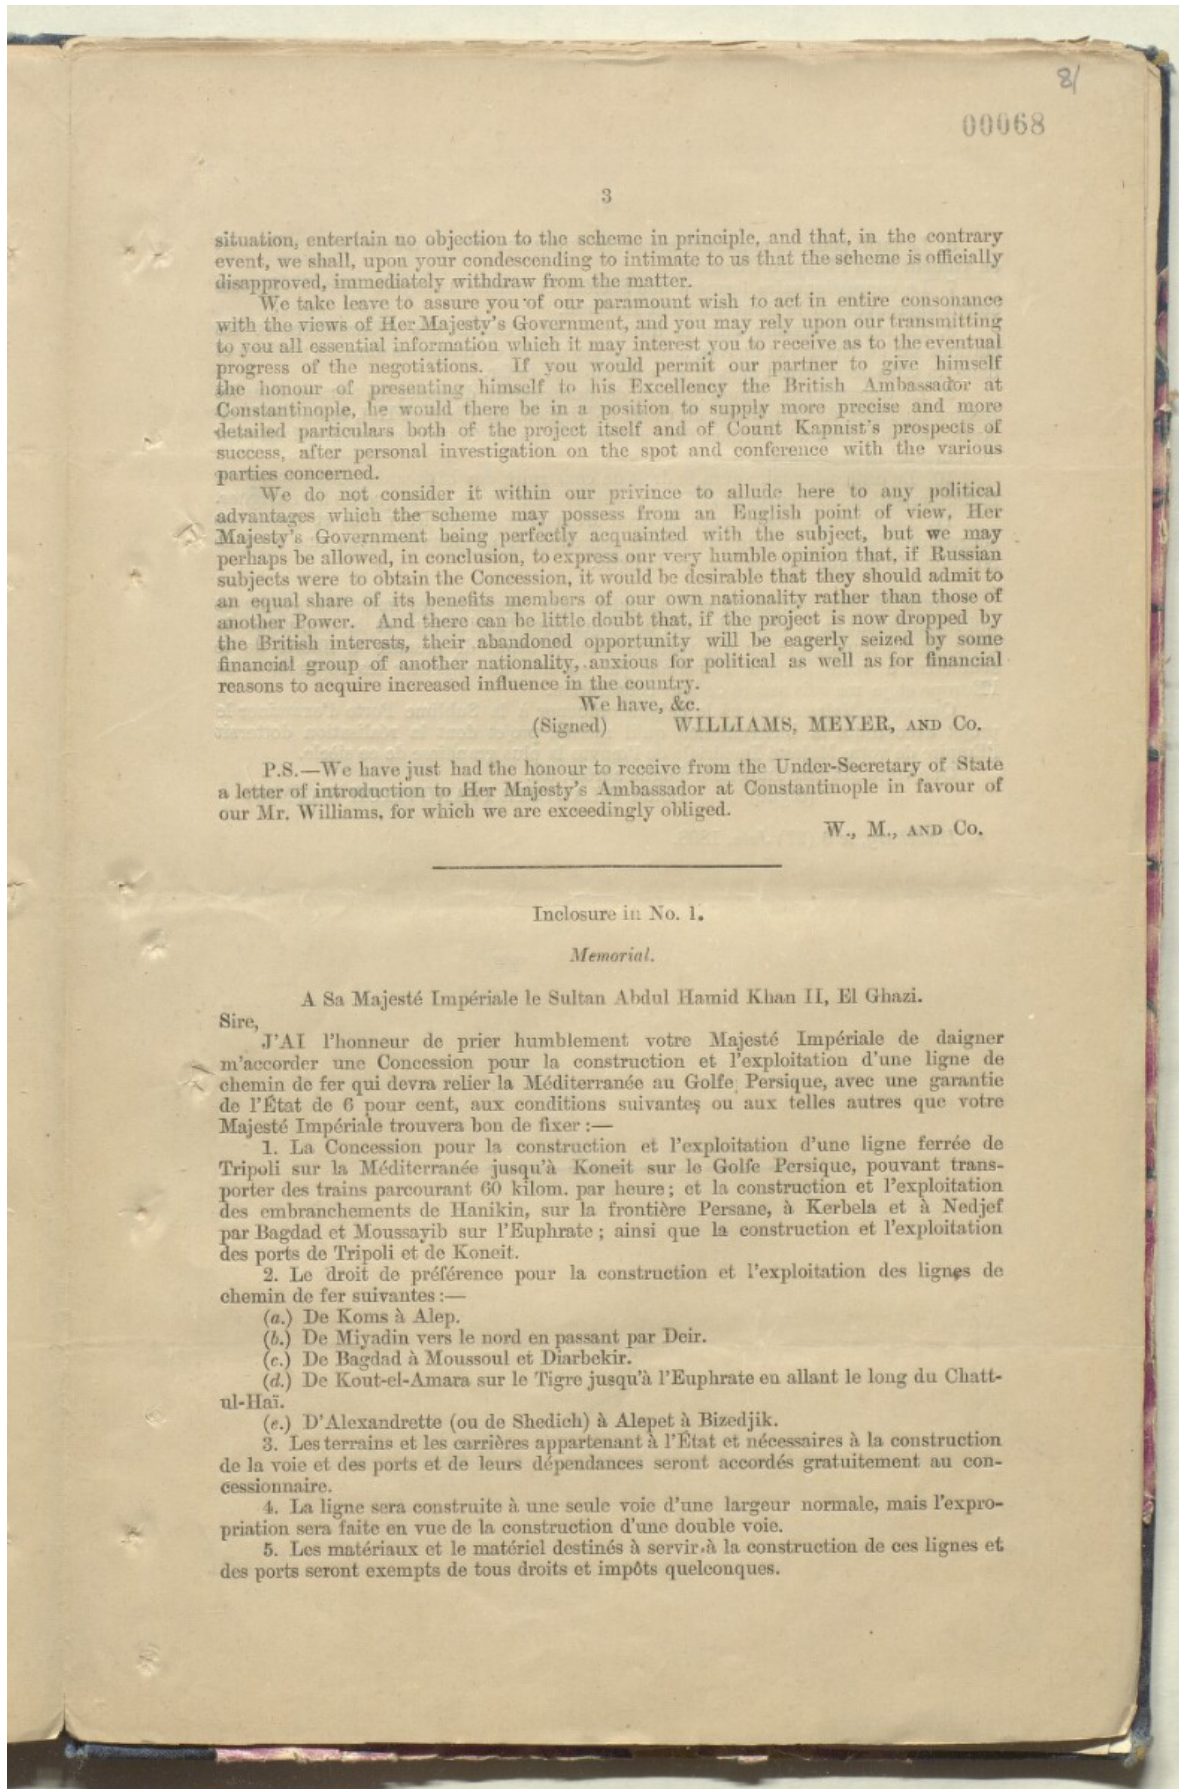 8/
00068
3
situation, entertain no objection to the scheme in principle, and that, in the contrary
event, we shall, upon your condescending to intimate to us that the scheme is officially
disapproved, immediately withdraw from the matter.
We take leave to assure you of our paramount wish to act in entire consonance
with the views of Her Majesty's Government, and you may rely upon our transmitting
to you all essential information which it may interest you to receive as to the eventual
progress of the negotiations. If you would permit our partner to give himself
the honour of presenting himself to his Excellency the British Ambassador at
Constantinople, he would there be in a position to supply more precise and more
detailed particulars both of the project itself and of Count Kapnist's prospects of
success, after personal investigation on the spot and conference with the various
parties concerned.
We do not consider it within our privince to allude here to any political
advantages which the scheme may possess from an English point of view, Her
Majesty's Government being perfectly acquainted with the subject, but we may
perhaps be allowed, in conclusion, to express our very humble opinion that, if Russian
subjects were to obtain the Concession, it would be desirable that they should admit to
an equal share of its benefits members of our own nationality rather than those of
another Power. And there can be little doubt that, if the project is now dropped by
the British interests, their abandoned opportunity will be eagerly seized by some
financial group of another nationality, anxious for political as well as for financial
reasons to acquire increased influence in the country.
We have, &c.
(Signed) WILLIAMS, MEYER, AND Co.
P.S.—We have just had the honour to receive from the Under-Secretary of State
a letter of introduction to Her Majesty's Ambassador at Constantinople in favour of
our Mr. Williams, for which we are exceedingly obliged.
W., M., AND Co.
Inclosure in No. 1.
Memorial.
A Sa Majesté Impériale le Sultan Abdul Hamid Khan II, El Ghazi.
Sire,
J'AI l'honneur de prier humblement votre Majesté Impériale de daigner
m'accorder une Concession pour la construction et l'exploitation d'une ligne de
chemin de fer qui devra relier la Méditerranée au Golfe Persique, avec une garantie
de l'État de 6 pour cent, aux conditions suivantes ou aux telles autres que votre
Majesté Impériale trouvera bon de fixer :—
1. La Concession pour la construction et l'exploitation d'une ligne ferrée de
Tripoli sur la Méditerranée jusqu'à Koneit sur le Golfe Persique, pouvant trans-
porter des trains parcourant 60 kilom. par heure ; et la construction et l'exploitation
des embranchements de Hanikin, sur la frontière Persane, à Kerbela et à Nedjef
par Bagdad et Moussayib sur l'Euphrate ; ainsi que la construction et l'exploitation
des ports de Tripoli et de Koneit.
2. Le droit de préférence pour la construction et l'exploitation des lignes de
chemin de fer suivantes :—
(a.) De Koms à Alep.
(b.) De Miyadin vers le nord en passant par Deir.
(c.) De Bagdad à Moussoul et Diarbekir.
(d.) De Kout-el-Amara sur le Tigre jusqu'à l'Euphrate en allant le long du Chatt-
ul-Haï.
(e.) D'Alexandrette (ou de Shedich) à Alepet à Bizedjik.
3. Les terrains et les carrières appartenant à l'État et nécessaires à la construction
de la voie et des ports et de leurs dépendances seront accordés gratuitement au con-
cessionnaire.
4. La ligne sera construite à une seule voie d'une largeur normale, mais l'expro-
priation sera faite en vue de la construction d'une double voie.
5. Les matériaux et le matériel destinés à servir à la construction de ces lignes et
des ports seront exempts de tous droits et impôts quelconques.